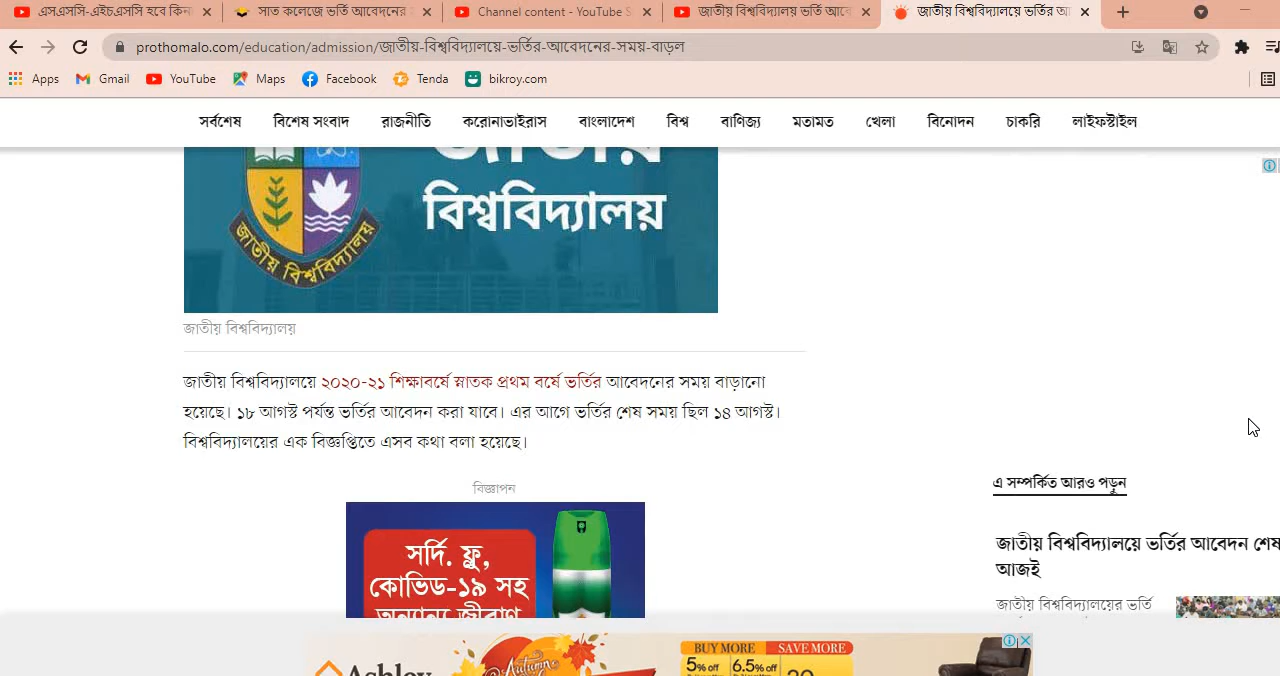 এসএসসি-এইচএসসি হবে কিন
সাত কলেজে ভর্তি আবেদনের
Channel content - YouTube S
জাতীয় বিশ্ববিদ্যালয় ভর্তি আবে
জাতীয় বিশ্ববিদ্যালয়ে ভর্তির আ
prothomalo.com/education/admission/জাতীয়-বিশ্ববিদ্যালয়ে-ভর্তির-আবেদনের-সময়-বাড়ল
Apps Gmail YouTube Maps Facebook Tenda bikroy.com
সর্বশেষ বিশেষ সংবাদ রাজনীতি করোনাভাইরাস বাংলাদেশ বিশ্ব বাণিজ্য মতামত খেলা বিনোদন চাকরি লাইফস্টাইল
জাতীয়
বিশ্ববিদ্যালয়
জাতীয় বিশ্ববিদ্যালয়
জাতীয় বিশ্ববিদ্যালয়
জাতীয় বিশ্ববিদ্যালয়ে ২০২০-২১ শিক্ষাবর্ষে স্নাতক প্রথম বর্ষে ভর্তির আবেদনের সময় বাড়ানো
হয়েছে। ১৮ আগস্ট পর্যন্ত ভর্তির আবেদন করা যাবে। এর আগে ভর্তির শেষ সময় ছিল ১৪ আগস্ট।
বিশ্ববিদ্যালয়ের এক বিজ্ঞপ্তিতে এসব কথা বলা হয়েছে।
বিজ্ঞাপন
সর্দি. ফ্লু,
কোভিড-১৯ সহ
অন্যান্য জীবাণু
এ সম্পর্কিত আরও পড়ুন
জাতীয় বিশ্ববিদ্যালয়ে ভর্তির আবেদন শেষ
আজই
জাতীয় বিশ্ববিদ্যালয়ের ভর্তি
Ashley
Autumn
BUY MORE SAVE MORE
5% off 6.5% off